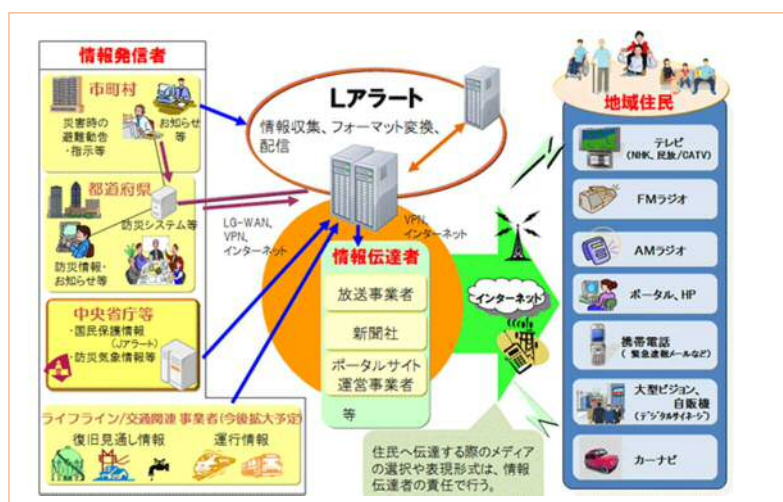 情報発信者
市町村
災害時の
避難勧告
・指示等
お知らせ
等
都道府県
防災システム等
防災情報・
お知らせ等
中央省庁等
・国民保護情報
(Jアラート)
・防災気象情報等
ライフライン/交通関連 事業者(今後拡大予定)
復旧見通し情報
運行情報
Lアラート
情報収集、フォーマット変換、
配信
LG-WAN、
VPN、
インターネット
VPN、
インターネット
情報伝達者
放送事業者
新聞社
ポータルサイト
運営事業者
等
インターネット
住民へ伝達する際のメディア
の選択や表現形式は、情報
伝達者の責任で行う。
地域住民
テレビ
(NHK、民放/CATV)
FMラジオ
AMラジオ
ポータル、HP
携帯電話
( 緊急速報メールなど)
大型ビジョン、
自販機
(デジタルサイネージ)
カーナビ